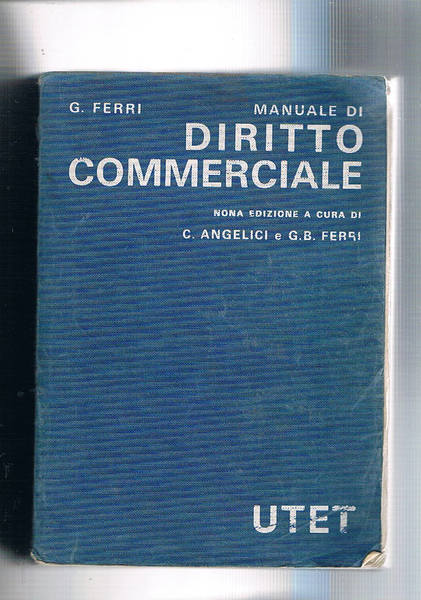 G. FERRI MANUALE DI
DIRITTO
COMMERCIALE
NONA EDIZIONE A CURA DI
C. ANGELICI e G.B. FERRI
UTET